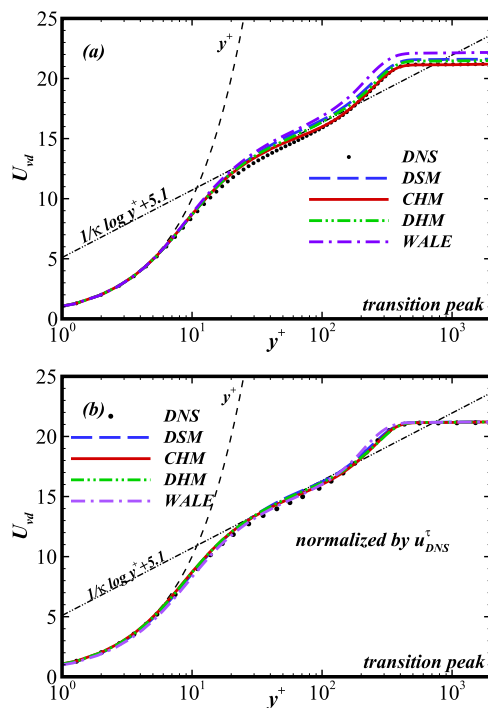 (a)
y+
25
20
15
10
5
0
U_vd
1/κ log y+ +5.1
DNS
DSM
CHM
DHM
WALE
transition peak
10^0 10^1 10^2 10^3
y+
(b)
y+
25
20
15
10
5
0
U_vd
1/κ log y+ +5.1
DNS
DSM
CHM
DHM
WALE
normalized by u^τ_DNS
transition peak
10^0 10^1 10^2 10^3
y+